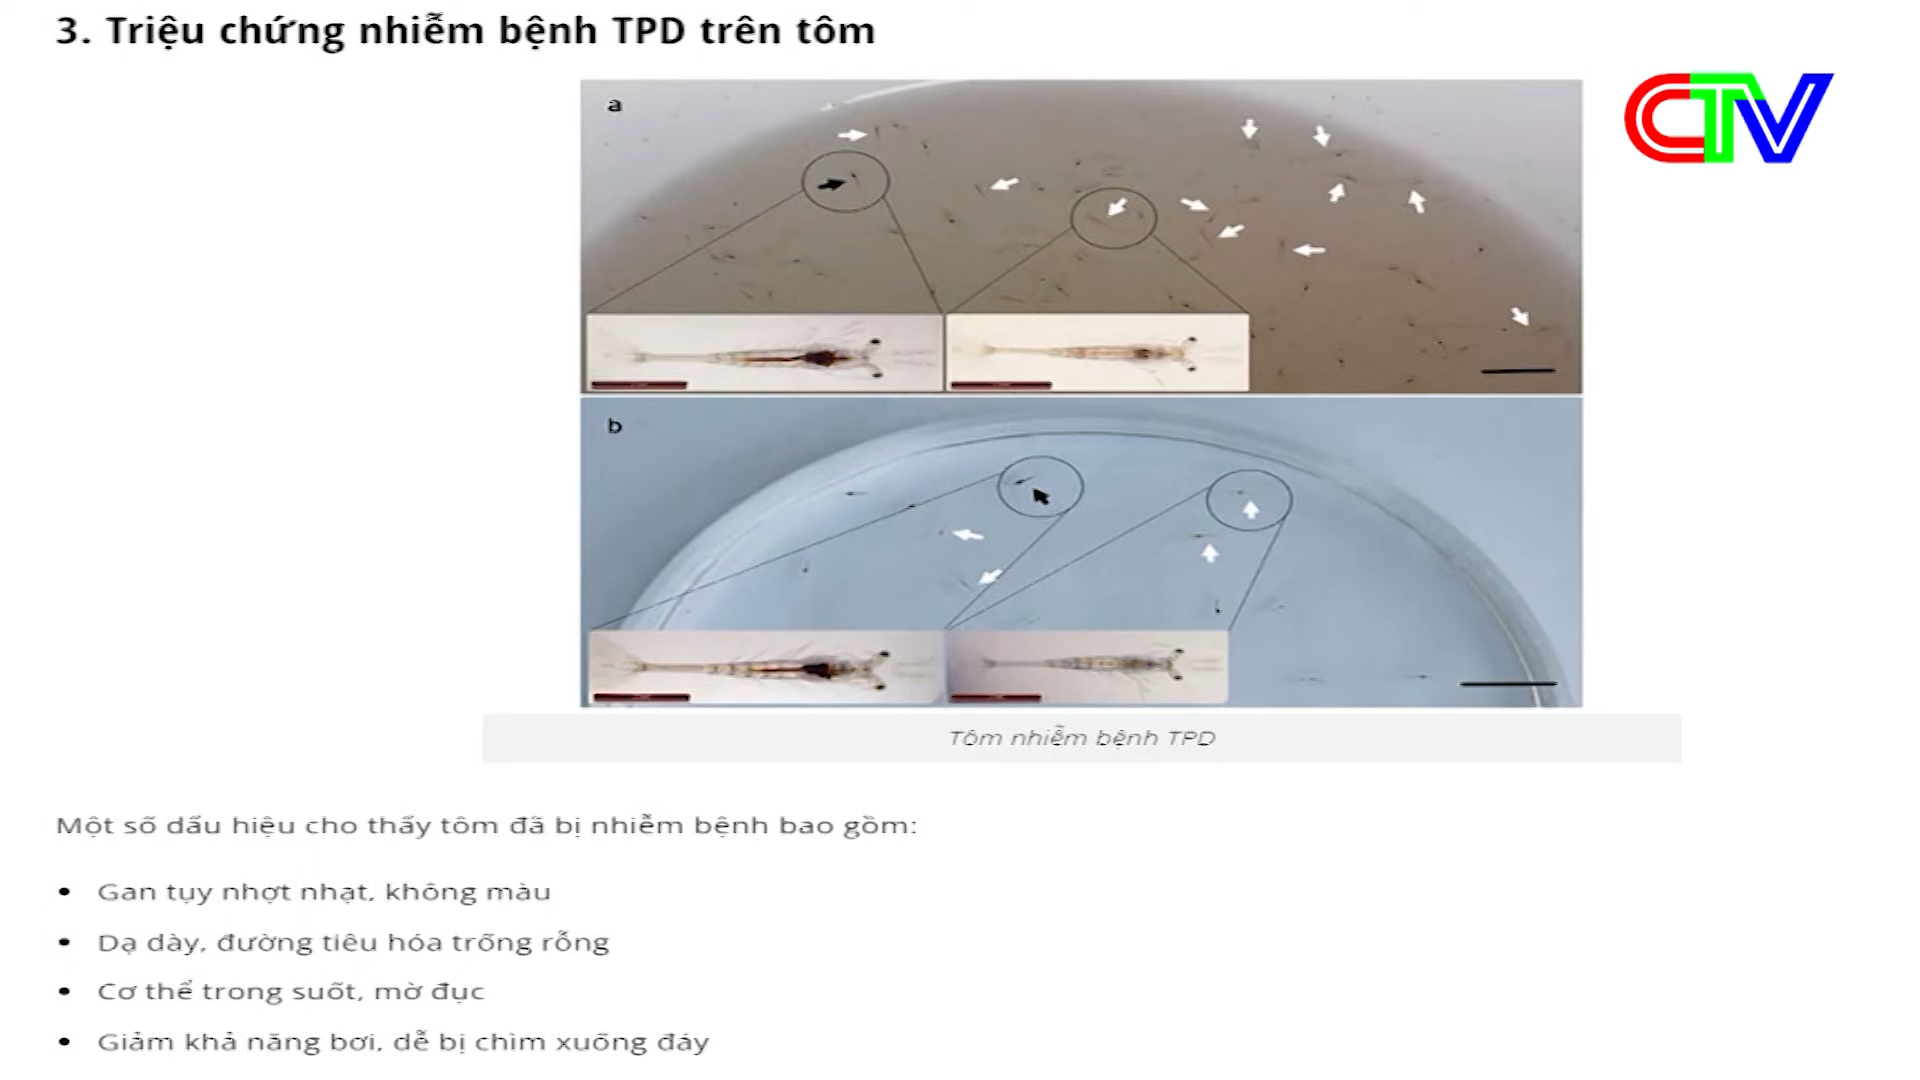 3. Triệu chứng nhiễm bệnh TPD trên tôm
CTV
a
b
Tôm nhiễm bệnh TPD
Một số dấu hiệu cho thấy tôm đã bị nhiễm bệnh bao gồm:
• Gan tụy nhợt nhạt, không màu
• Dạ dày, đường tiêu hóa trống rỗng
• Cơ thể trong suốt, mờ đục
• Giảm khả năng bơi, dễ bị chìm xuống đáy